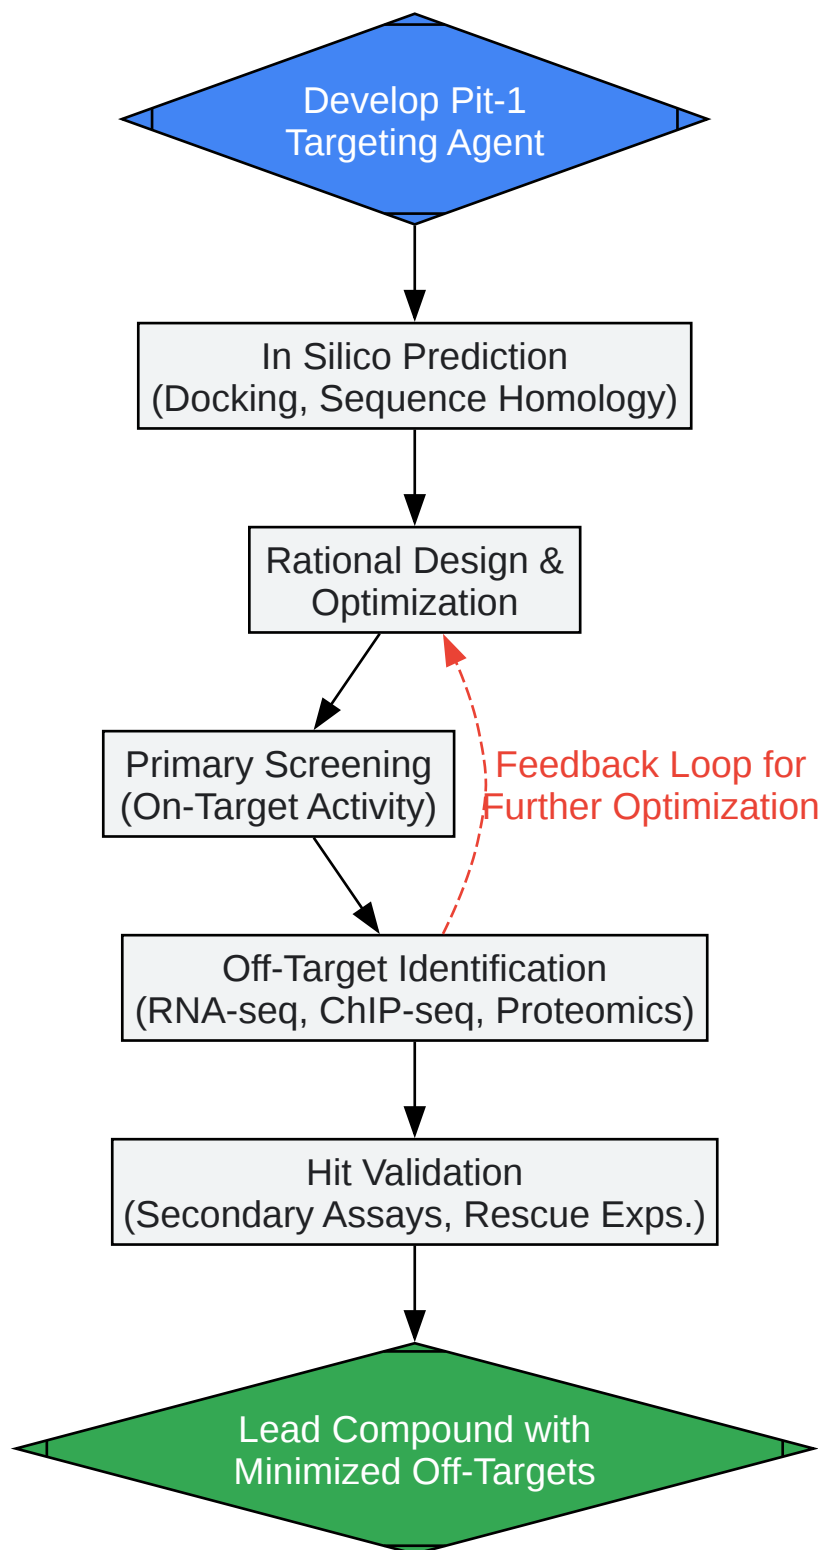 Develop Pit-1
Targeting Agent
In Silico Prediction
(Docking, Sequence Homology)
Rational Design &
Optimization
Primary Screening
(On-Target Activity)
Feedback Loop for
Further Optimization
Off-Target Identification
(RNA-seq, ChIP-seq, Proteomics)
Hit Validation
(Secondary Assays, Rescue Exps.)
Lead Compound with
Minimized Off-Targets